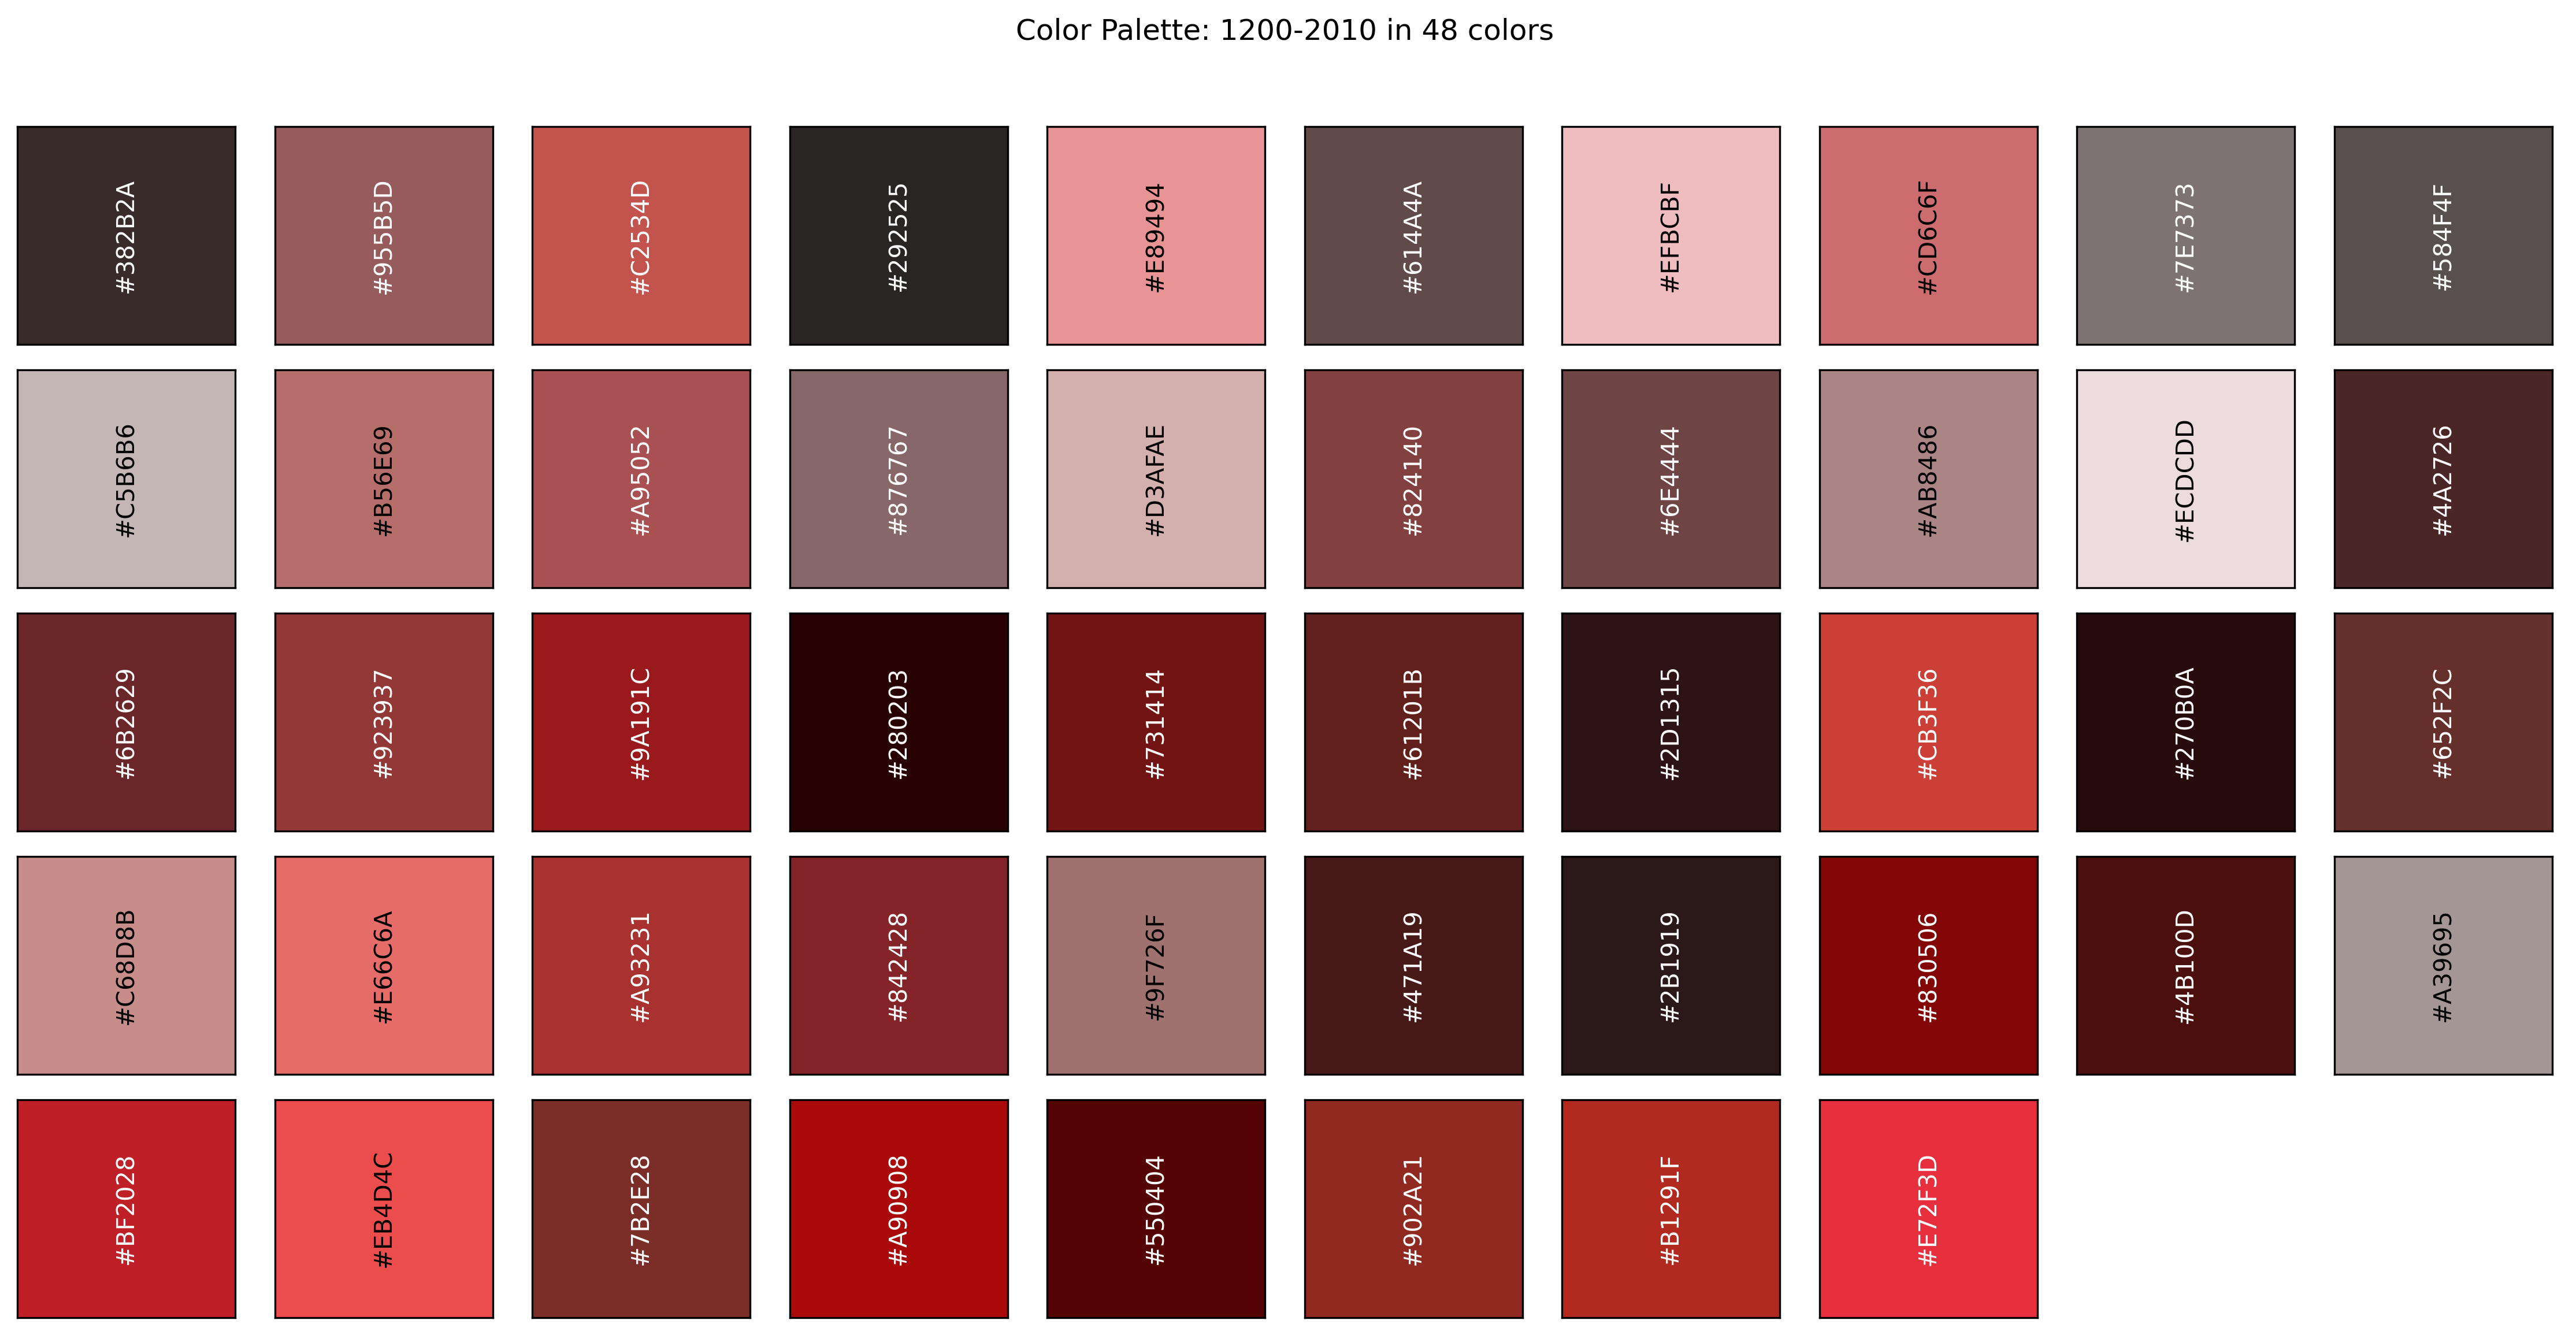 Color Palette: 1200-2010 in 48 colors
#382B2A
#955B5D
#C2534D
#292525
#E89494
#614A4A
#EFBCBF
#CD6C6F
#7E7373
#584F4F
#C5B6B6
#B56E69
#A95052
#876767
#D3AFAE
#824140
#6E4444
#AB8486
#ECDCDD
#4A2726
#6B2629
#923937
#9A191C
#280203
#731414
#61201B
#2D1315
#CB3F36
#270B0A
#652F2C
#C68D8B
#E66C6A
#A93231
#842428
#9F726F
#471A19
#2B1919
#830506
#4B100D
#A39695
#BF2028
#EB4D4C
#7B2E28
#A90908
#550404
#902A21
#B1291F
#E72F3D